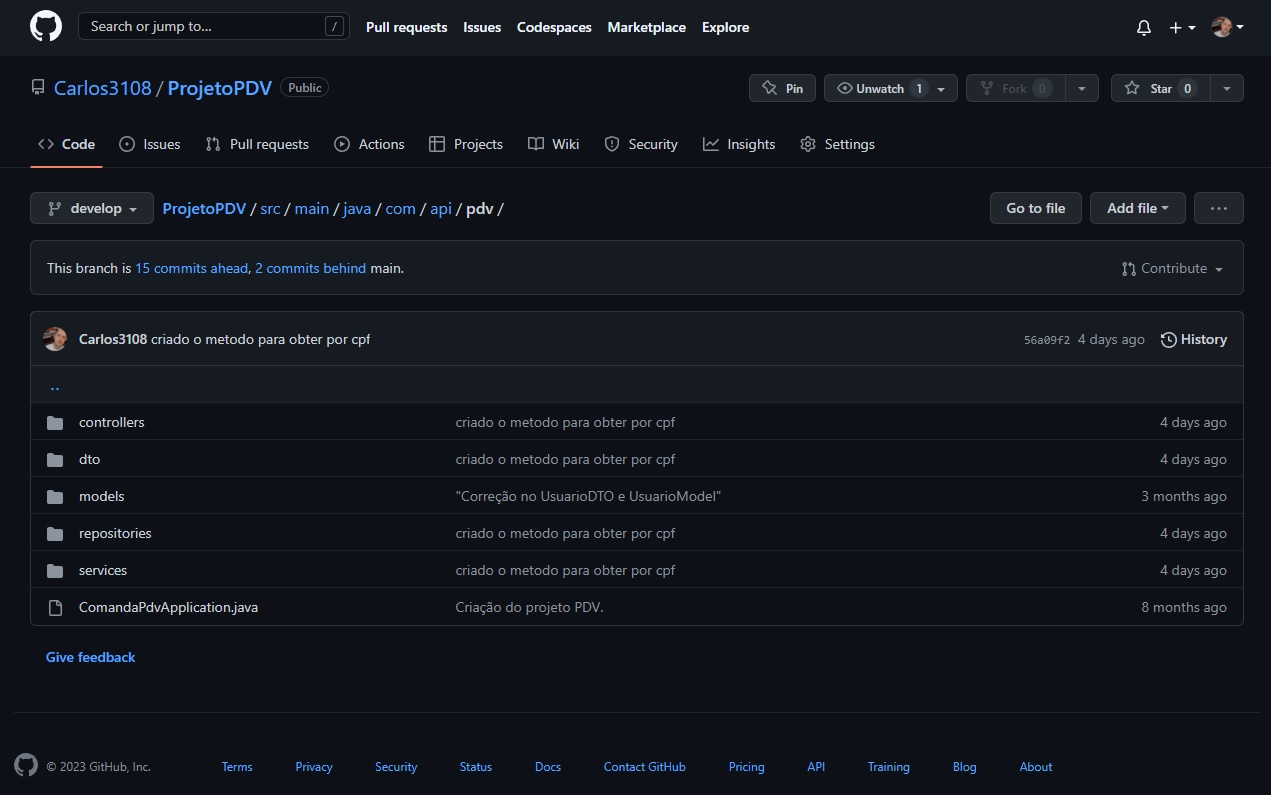 Search or jump to... / Pull requests Issues Codespaces Marketplace Explore
Carlos3108 / ProjetoPDV Public Pin Unwatch 1 Fork 0 Star 0
Code Issues Pull requests Actions Projects Wiki Security Insights Settings
develop ProjetoPDV / src / main / java / com / api / pdv / Go to file Add file ...
This branch is 15 commits ahead, 2 commits behind main. Contribute
Carlos3108 criado o metodo para obter por cpf 56a09f2 4 days ago History
..
controllers criado o metodo para obter por cpf 4 days ago
dto criado o metodo para obter por cpf 4 days ago
models "Correção no UsuarioDTO e UsuarioModel" 3 months ago
repositories criado o metodo para obter por cpf 4 days ago
services criado o metodo para obter por cpf 4 days ago
ComandaPdvApplication.java Criação do projeto PDV. 8 months ago
Give feedback
© 2023 GitHub, Inc. Terms Privacy Security Status Docs Contact GitHub Pricing API Training Blog About